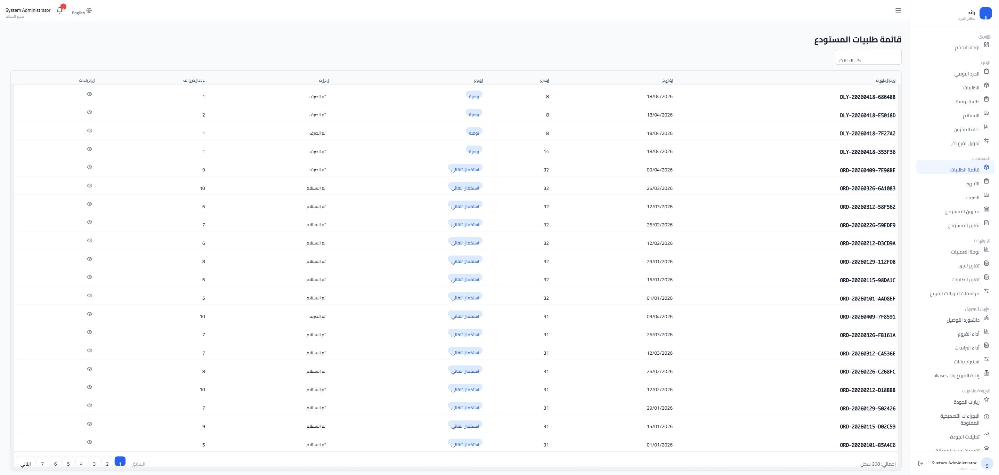 رائد
نظام الجرد
لوحة التحكم
الفرع
الجرد اليومي
الطلبيات
طلبية يومية
الاستلام
حالة المخزون
تحويل لفرع آخر
المستودع
قائمة الطلبيات
التجهيز
الصرف
مخزون المستودع
تقارير المستودع
العمليات
لوحة العمليات
تقارير الجرد
تقارير الطلبيات
موافقات تحويلات الفروع
داشبورد التوصيل
أداء الفروع
أداء البراندات
استيراد بيانات
إدارة الفروع والـ aliases
الجودة والتدريب
زيارات الجودة
الإجراءات التصحيحية
المفتوحة
تحليلات الجودة
تقييمات مدير المنطقة
S System Administrator
مدير النظام
English
System Administrator
مدير النظام
قائمة طلبيات المستودع
كل الحالات
رقم الطلبية التاريخ الفرع النوع الحالة عدد الأصناف الإجراءات
DLY-20260418-68648B 18/04/2026 8 يومية تم الصرف 1
DLY-20260418-E5018D 18/04/2026 8 يومية تم الصرف 2
DLY-20260418-7F27A2 18/04/2026 8 يومية تم الصرف 1
DLY-20260418-353F36 18/04/2026 14 يومية تم الصرف 1
ORD-20260409-7E98BE 09/04/2026 32 استكمال تلقائي تم الصرف 9
ORD-20260326-6A1083 26/03/2026 32 استكمال تلقائي تم الاستلام 10
ORD-20260312-58F562 12/03/2026 32 استكمال تلقائي تم الاستلام 6
ORD-20260226-59EDF9 26/02/2026 32 استكمال تلقائي تم الاستلام 7
ORD-20260212-D3CD9A 12/02/2026 32 استكمال تلقائي تم الاستلام 6
ORD-20260129-112FD8 29/01/2026 32 استكمال تلقائي تم الاستلام 8
ORD-20260115-98DA1C 15/01/2026 32 استكمال تلقائي تم الاستلام 6
ORD-20260101-AAD8EF 01/01/2026 32 استكمال تلقائي تم الاستلام 5
ORD-20260409-7F8591 09/04/2026 31 استكمال تلقائي تم الصرف 10
ORD-20260326-FB161A 26/03/2026 31 استكمال تلقائي تم الاستلام 7
ORD-20260312-CA536E 12/03/2026 31 استكمال تلقائي تم الاستلام 7
ORD-20260226-C268FC 26/02/2026 31 استكمال تلقائي تم الاستلام 8
ORD-20260212-D18BBB 12/02/2026 31 استكمال تلقائي تم الاستلام 10
ORD-20260129-502426 29/01/2026 31 استكمال تلقائي تم الاستلام 7
ORD-20260115-D02C59 15/01/2026 31 استكمال تلقائي تم الاستلام 9
ORD-20260101-B5A4C6 01/01/2026 31 استكمال تلقائي تم الاستلام 5
إجمالي: 208 سجل
السابق 1 2 3 4 5 6 7 التالي